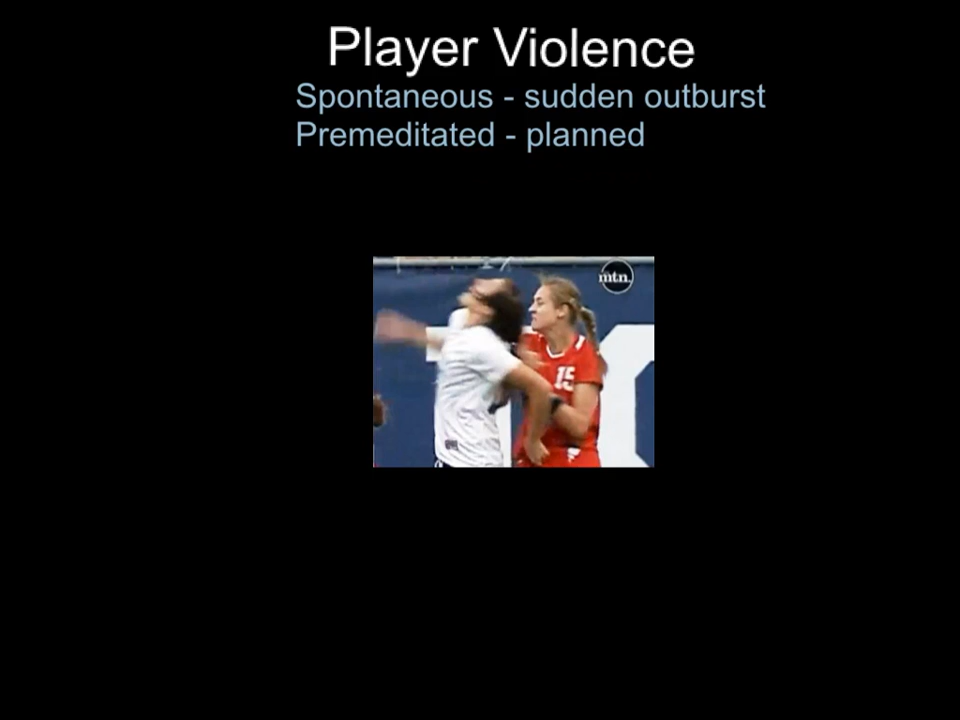 Player Violence
Spontaneous - sudden outburst
Premeditated - planned
mtn.
15